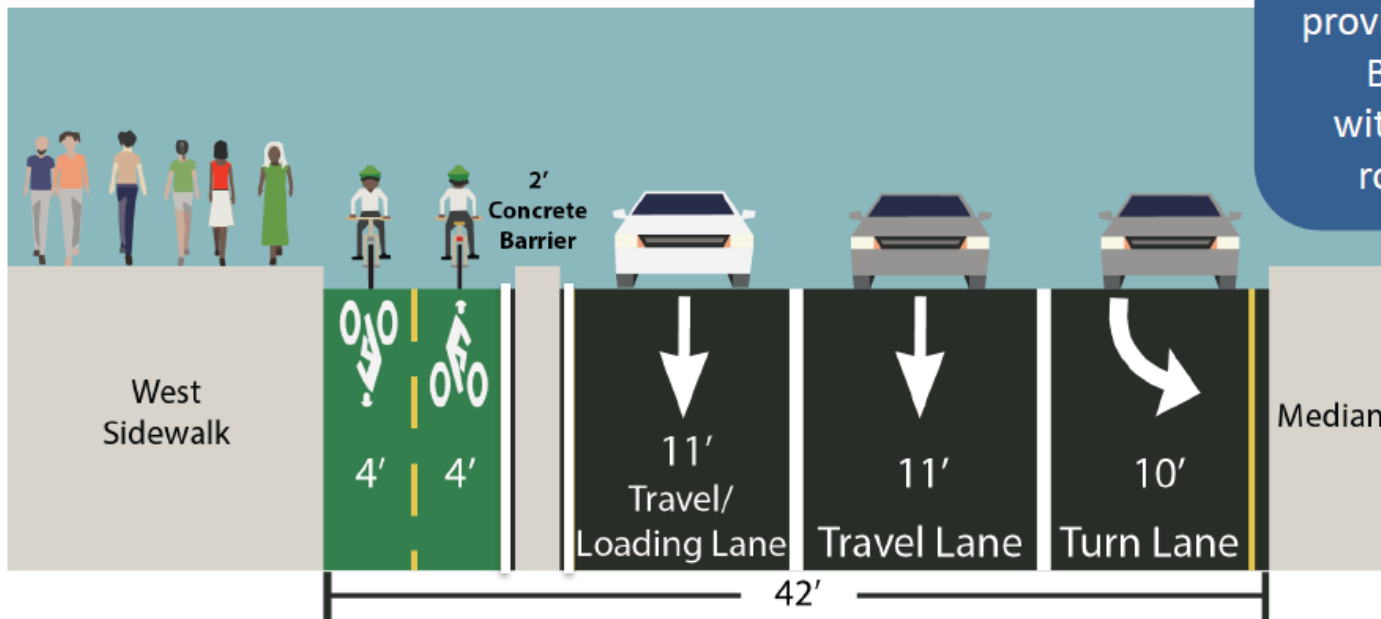 2′
Concrete
Barrier
West
Sidewalk
4′
4′
11′
Travel/
Loading Lane
11′
Travel Lane
10′
Turn Lane
Median
42′